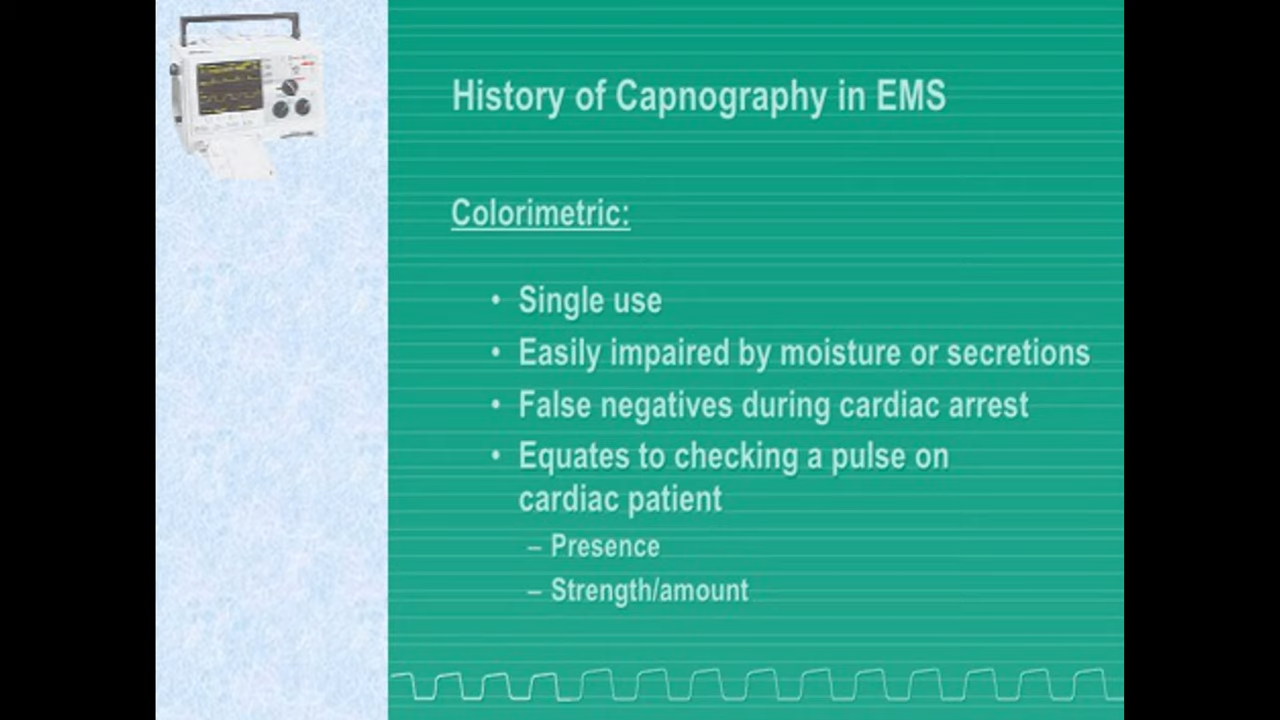 History of Capnography in EMS
Colorimetric:
• Single use
• Easily impaired by moisture or secretions
• False negatives during cardiac arrest
• Equates to checking a pulse on
cardiac patient
– Presence
– Strength/amount